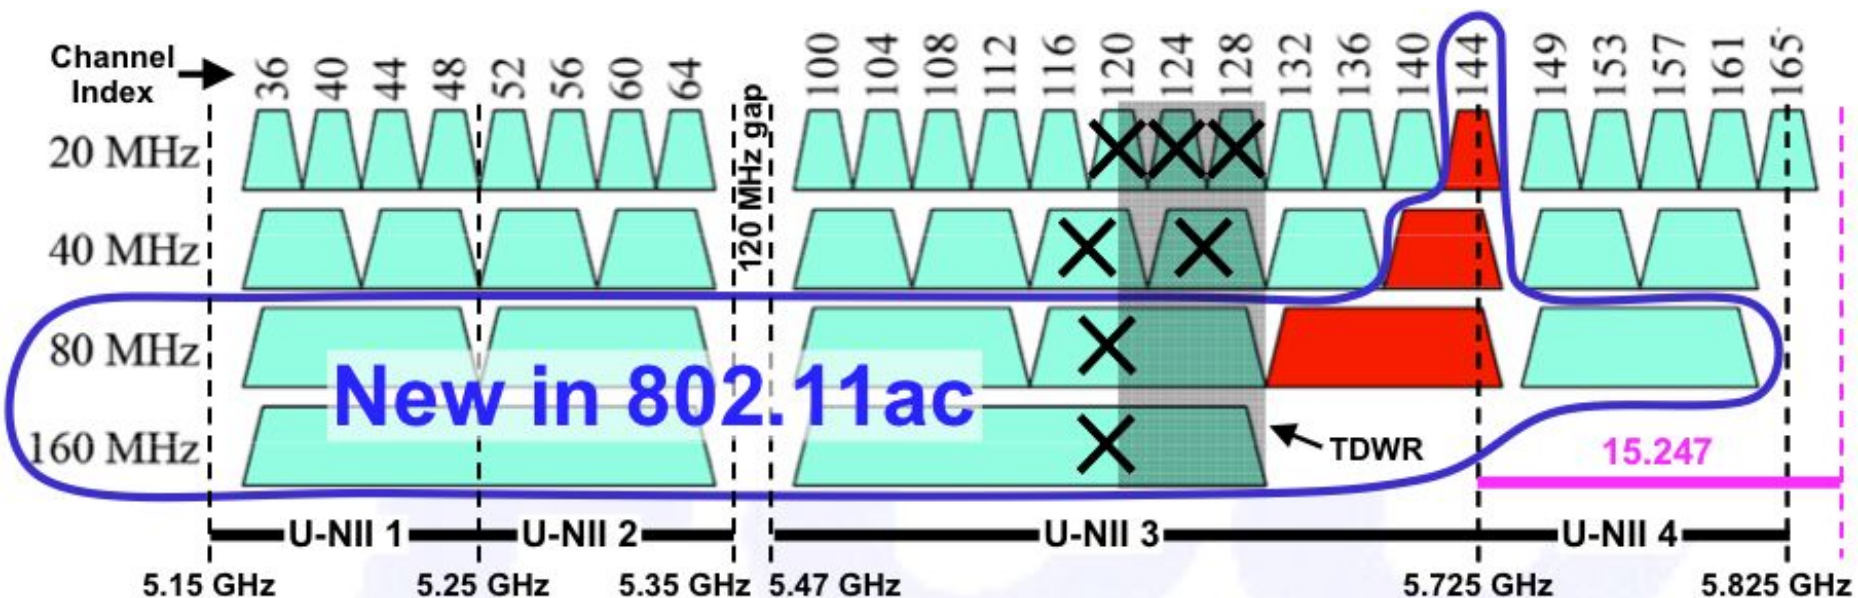 Channel
Index
36 40 44 48 52 56 60 64 100 104 108 112 116 120 124 128 132 136 140 144 149 153 157 161 165
20 MHz
120 MHz gap
40 MHz
80 MHz
New in 802.11ac
160 MHz
TDWR
15.247
U-NII 1 U-NII 2 U-NII 3 U-NII 4
5.15 GHz 5.25 GHz 5.35 GHz 5.47 GHz 5.725 GHz 5.825 GHz